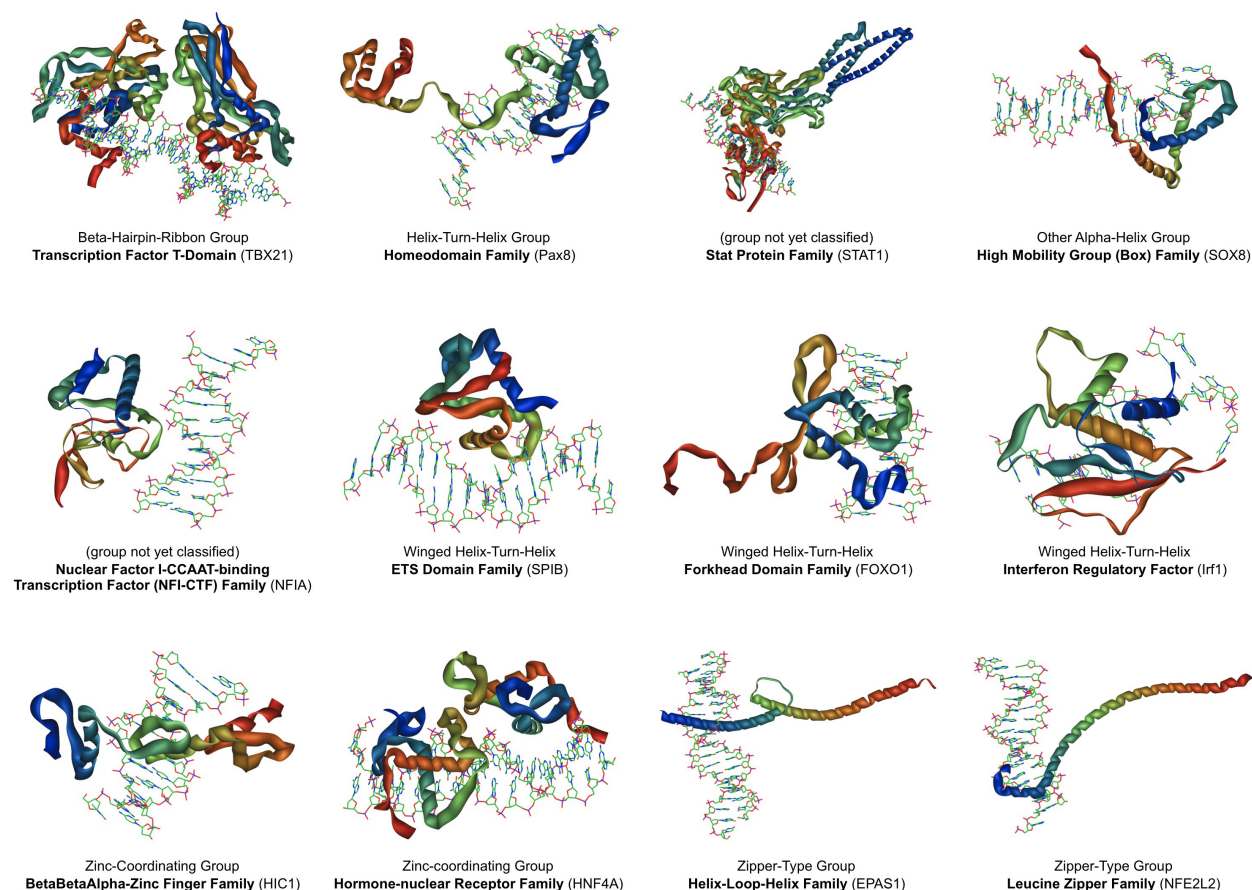 Beta-Hairpin-Ribbon Group
Transcription Factor T-Domain (TBX21)
Helix-Turn-Helix Group
Homeodomain Family (Pax8)
(group not yet classified)
Stat Protein Family (STAT1)
Other Alpha-Helix Group
High Mobility Group (Box) Family (SOX8)
(group not yet classified)
Nuclear Factor I-CCAAT-binding
Transcription Factor (NFI-CTF) Family (NFIA)
Winged Helix-Turn-Helix
ETS Domain Family (SPIB)
Winged Helix-Turn-Helix
Forkhead Domain Family (FOXO1)
Winged Helix-Turn-Helix
Interferon Regulatory Factor (Irf1)
Zinc-Coordinating Group
BetaBetaAlpha-Zinc Finger Family (HIC1)
Zinc-coordinating Group
Hormone-nuclear Receptor Family (HNF4A)
Zipper-Type Group
Helix-Loop-Helix Family (EPAS1)
Zipper-Type Group
Leucine Zipper Family (NFE2L2)